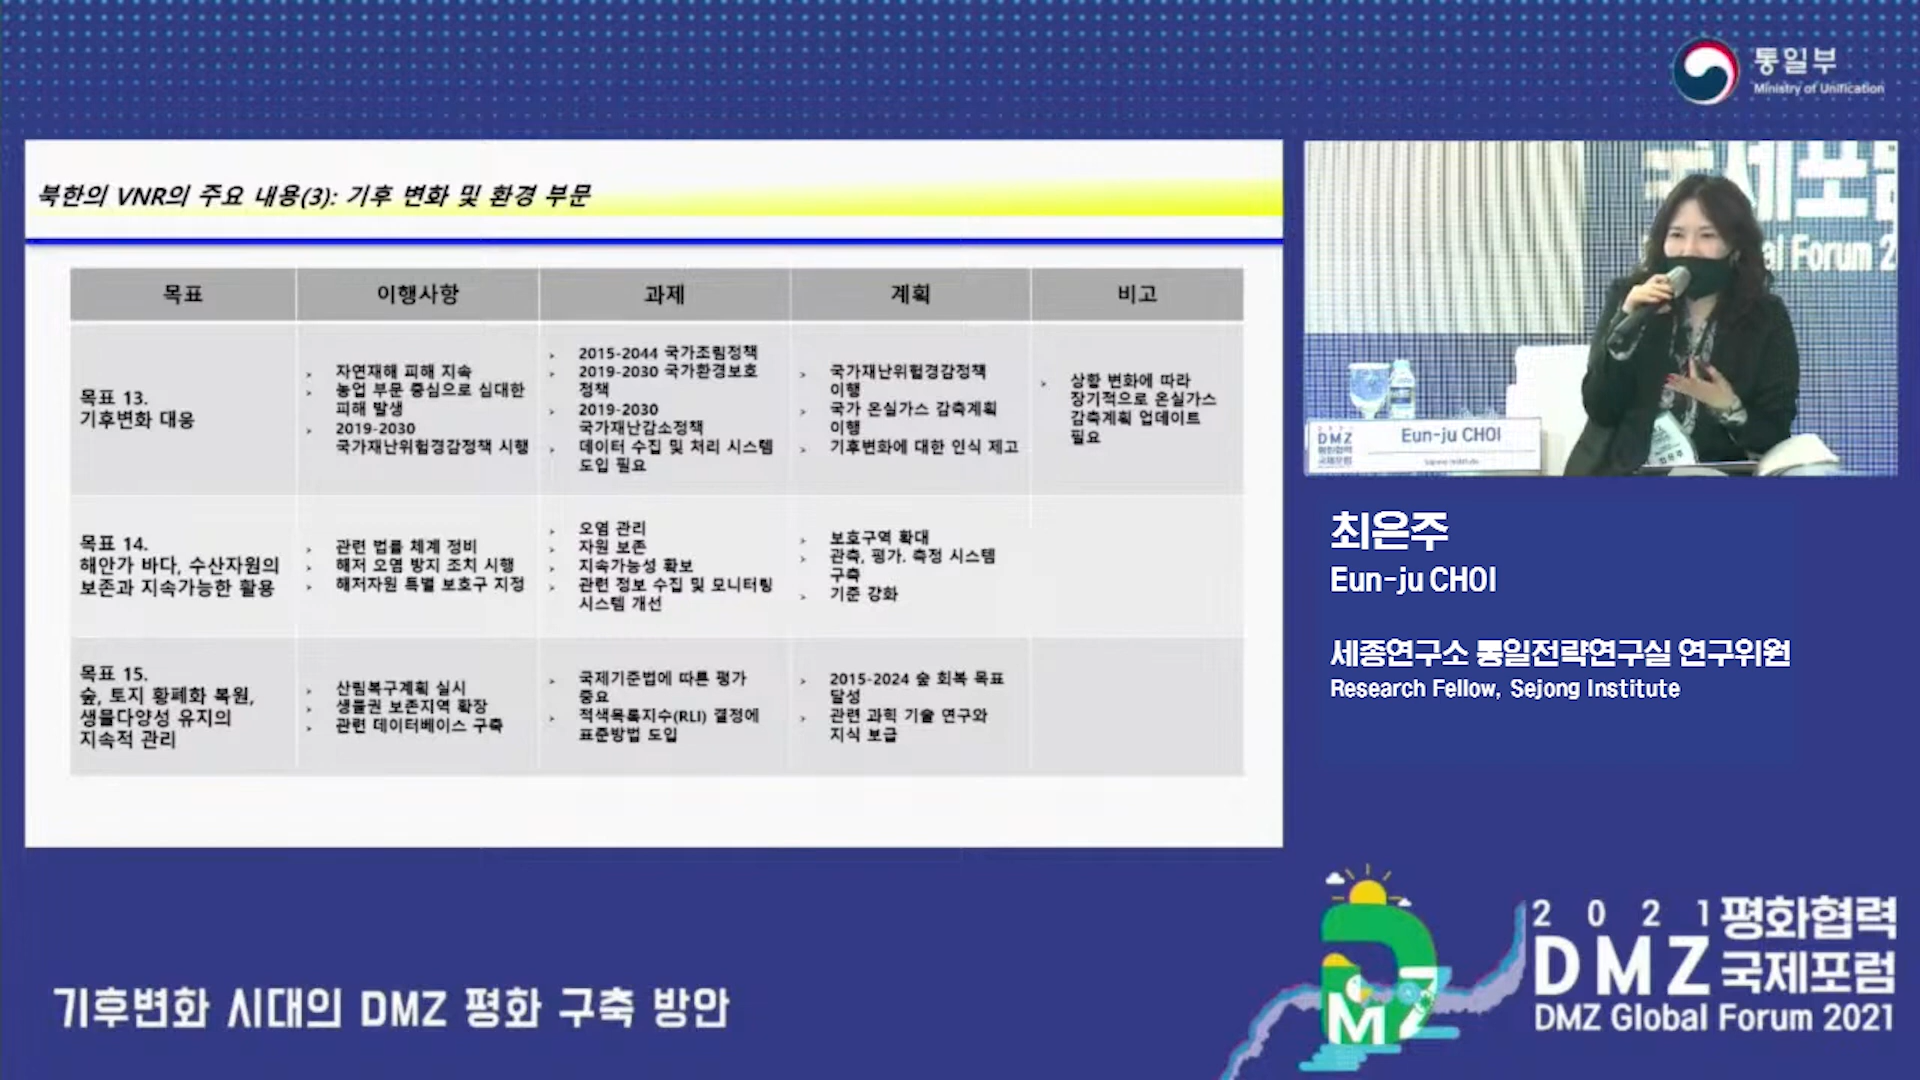 통일부
Ministry of Unification
북한의 VNR의 주요 내용(3): 기후 변화 및 환경 부문
목표
이행사항
과제
계획
비고
목표 13.
기후변화 대응
자연재해 피해 지속
농업 부문 중심으로 심대한
피해 발생
2019-2030
국가재난위험경감정책 시행
2015-2044 국가조림정책
2019-2030 국가환경보호
정책
2019-2030
국가재난감소정책
데이터 수집 및 처리 시스템
도입 필요
국가재난위험경감정책
이행
국가 온실가스 감축계획
이행
기후변화에 대한 인식 제고
상황 변화에 따라
장기적으로 온실가스
감축계획 업데이트
필요
목표 14.
해안가 바다, 수산자원의
보존과 지속가능한 활용
관련 법률 체계 정비
해저 오염 방지 조치 시행
해저자원 특별 보호구 지정
오염 관리
자원 보존
지속가능성 확보
관련 정보 수집 및 모니터링
시스템 개선
보호구역 확대
관측, 평가. 측정 시스템
구축
기준 강화
목표 15.
숲, 토지 황폐화 복원,
생물다양성 유지의
지속적 관리
산림복구계획 실시
생물권 보존지역 확장
관련 데이터베이스 구축
국제기준법에 따른 평가
중요
적색목록지수(RLI) 결정에
표준방법 도입
2015-2024 숲 회복 목표
달성
관련 과학 기술 연구와
지식 보급
al Forum 2
DMZ
평화협력
국제포럼
Eun-ju CHOI
Sejong Institute
최은주
Eun-ju CHOI
세종연구소 통일전략연구실 연구위원
Research Fellow, Sejong Institute
기후변화 시대의 DMZ 평화 구축 방안
DMZ
2021 평화협력
DMZ 국제포럼
DMZ Global Forum 2021